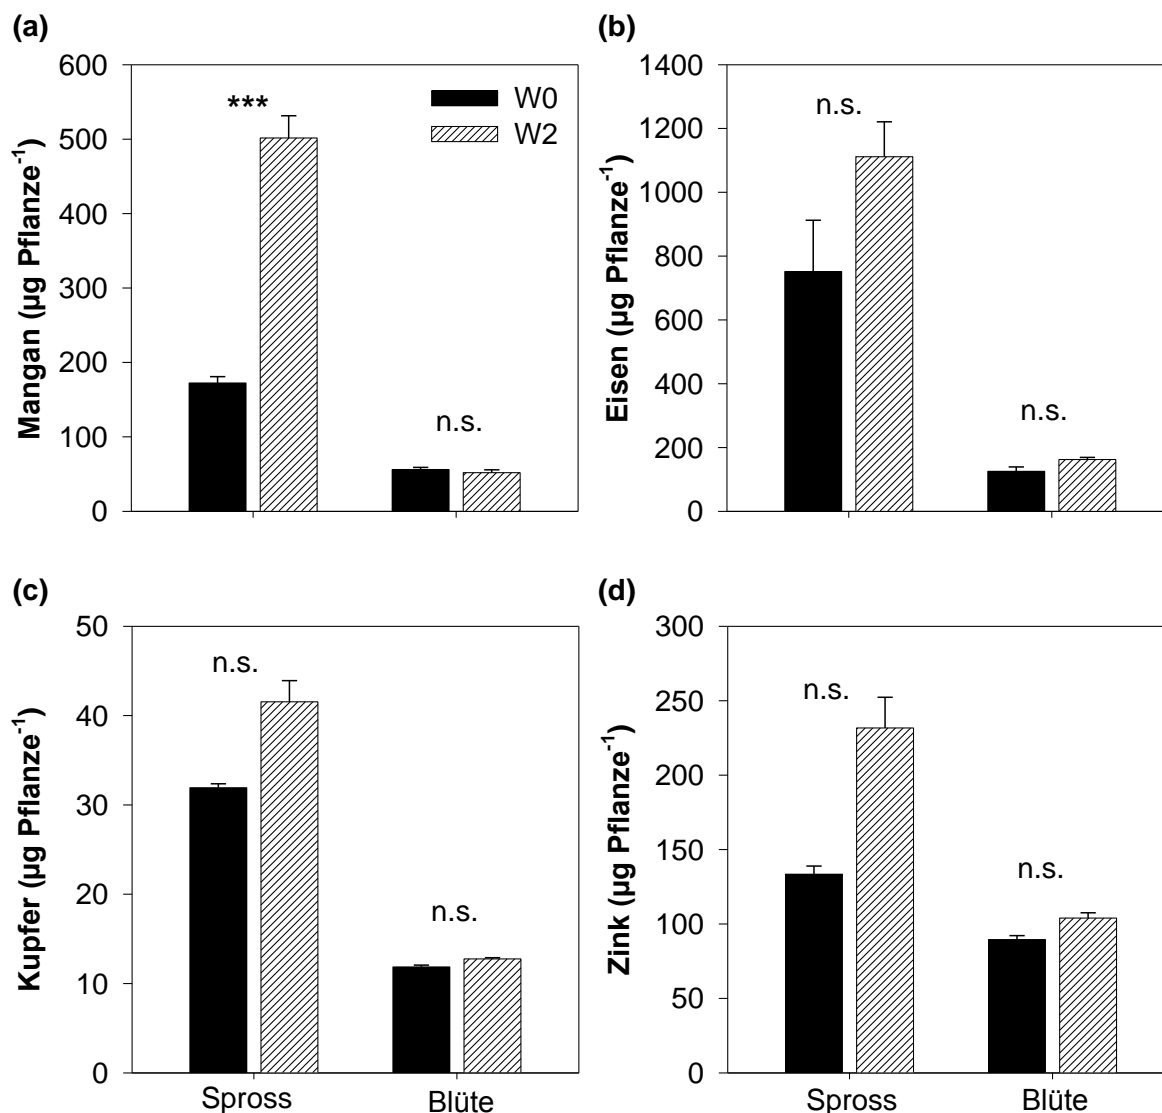 (a)
Mangan (µg Pflanze⁻¹)
600
500
400
300
200
100
0
***
n.s.
W0
W2
(b)
Eisen (µg Pflanze⁻¹)
1400
1200
1000
800
600
400
200
0
n.s.
n.s.
(c)
Kupfer (µg Pflanze⁻¹)
50
40
30
20
10
0
n.s.
n.s.
Spross
Blüte
(d)
Zink (µg Pflanze⁻¹)
300
250
200
150
100
50
0
n.s.
n.s.
Spross
Blüte